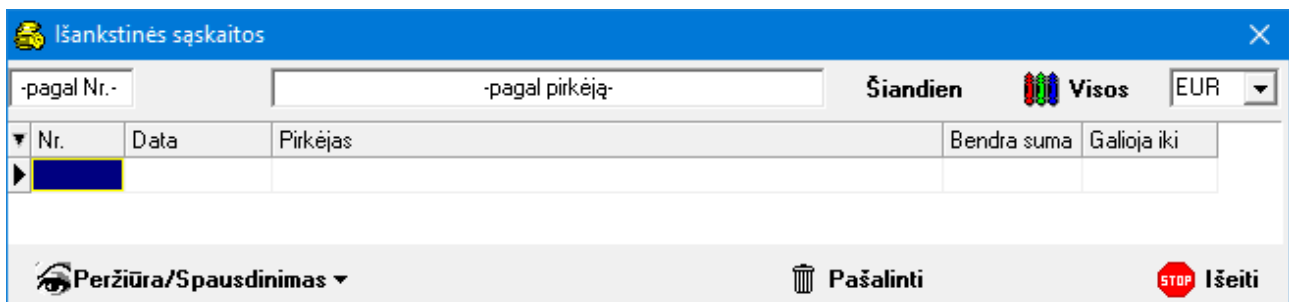 Išankstinės sąskaitos
-pagal Nr.- -pagal pirkėją- Šiandien Visos EUR
Nr. Data Pirkėjas Bendra suma Galioja iki
Peržiūra/Spausdinimas Pašalinti STOP Išeiti